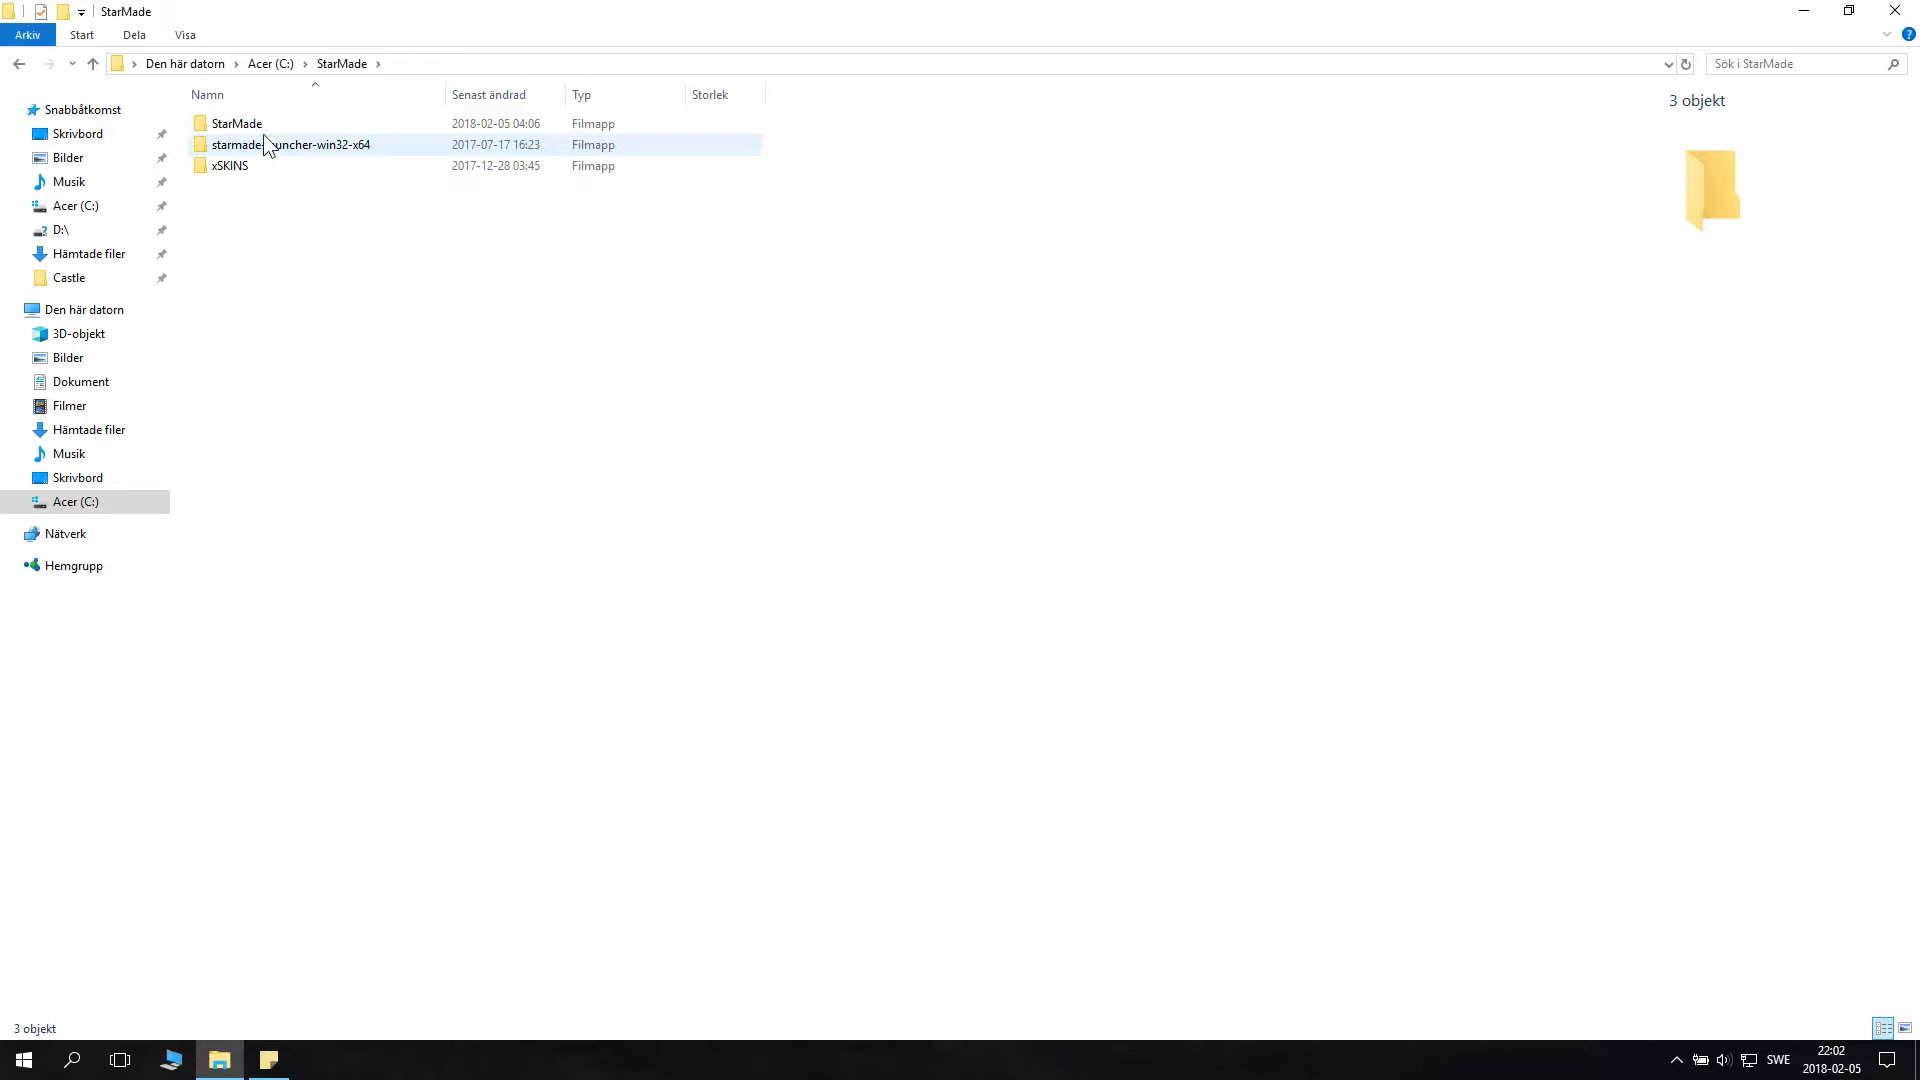 StarMade
Arkiv Start Dela Visa
Den här datorn Acer (C:) StarMade Sök i StarMade
Namn Senast ändrad Typ Storlek
StarMade 2018-02-05 04:06 Filmapp
starmade- uncher-win32-x64 2017-07-17 16:23 Filmapp
xSKINS 2017-12-28 03:45 Filmapp
3 objekt
Snabbåtkomst
Skrivbord
Bilder
Musik
Acer (C:)
D:\
Hämtade filer
Castle
Den här datorn
3D-objekt
Bilder
Dokument
Filmer
Hämtade filer
Musik
Skrivbord
Acer (C:)
Nätverk
Hemgrupp
3 objekt
SWE
22:02
2018-02-05